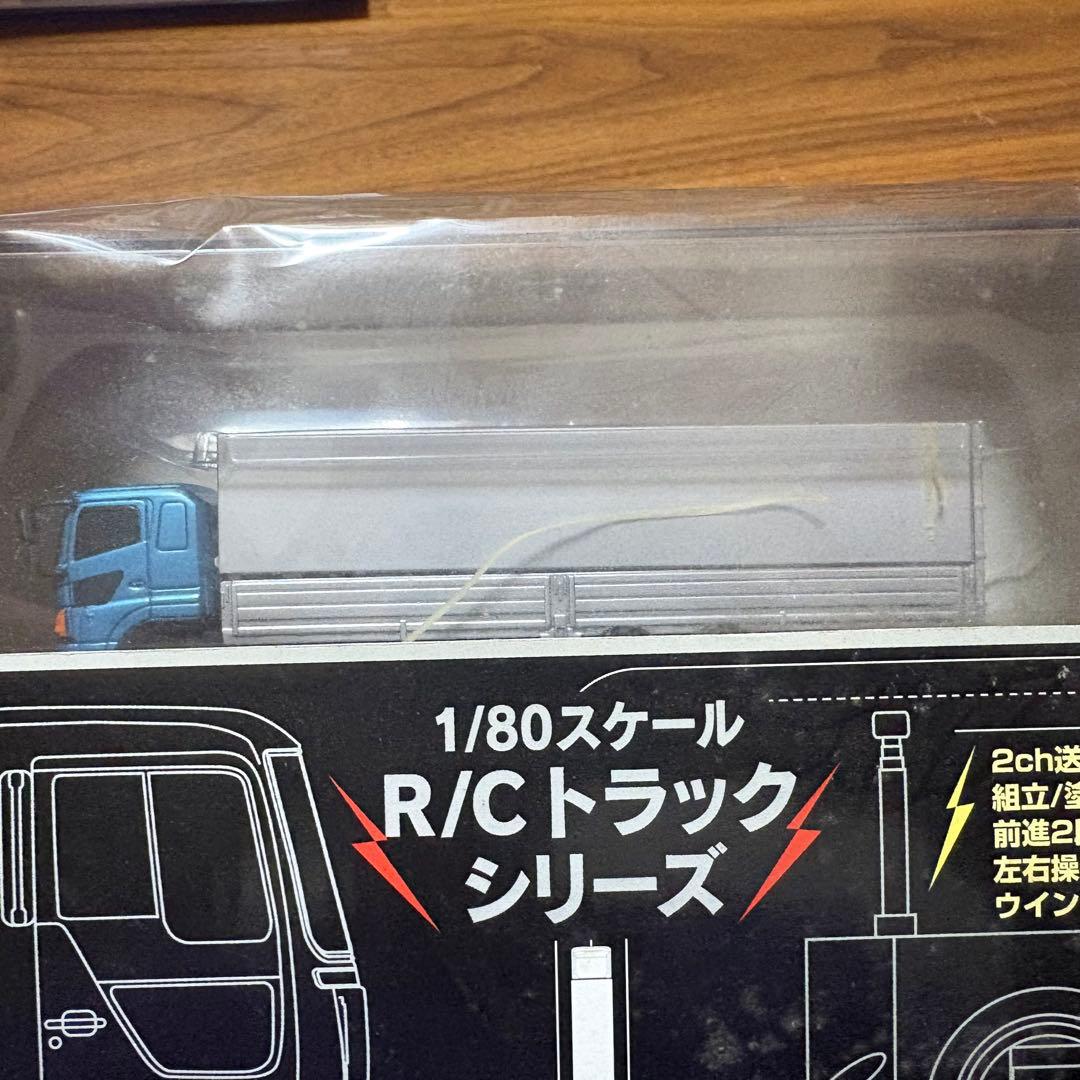 1/80スケール
R/Cトラック
シリーズ
2ch送
組立/塗
前進2
左右操
ウイン